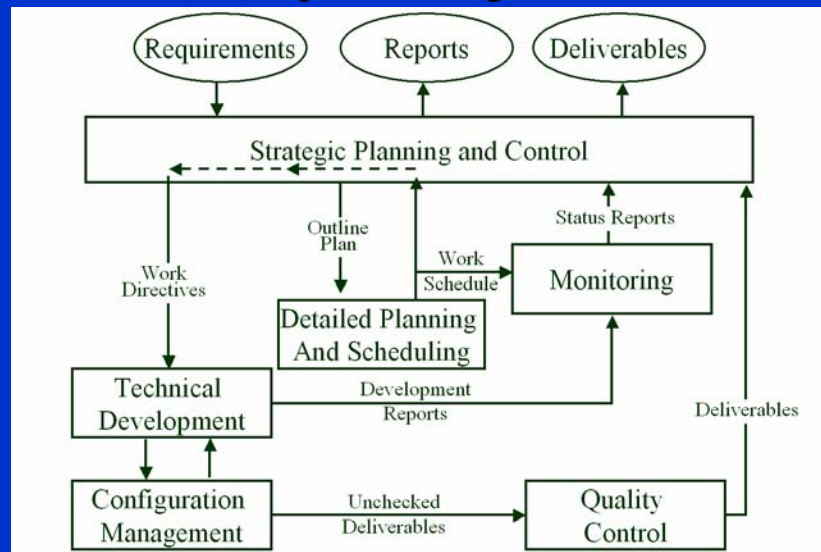 Requirements
Reports
Deliverables
Strategic Planning and Control
Outline
Plan
Status Reports
Work
Directives
Work
Schedule
Monitoring
Detailed Planning
And Scheduling
Technical
Development
Development
Reports
Deliverables
Configuration
Management
Unchecked
Deliverables
Quality
Control